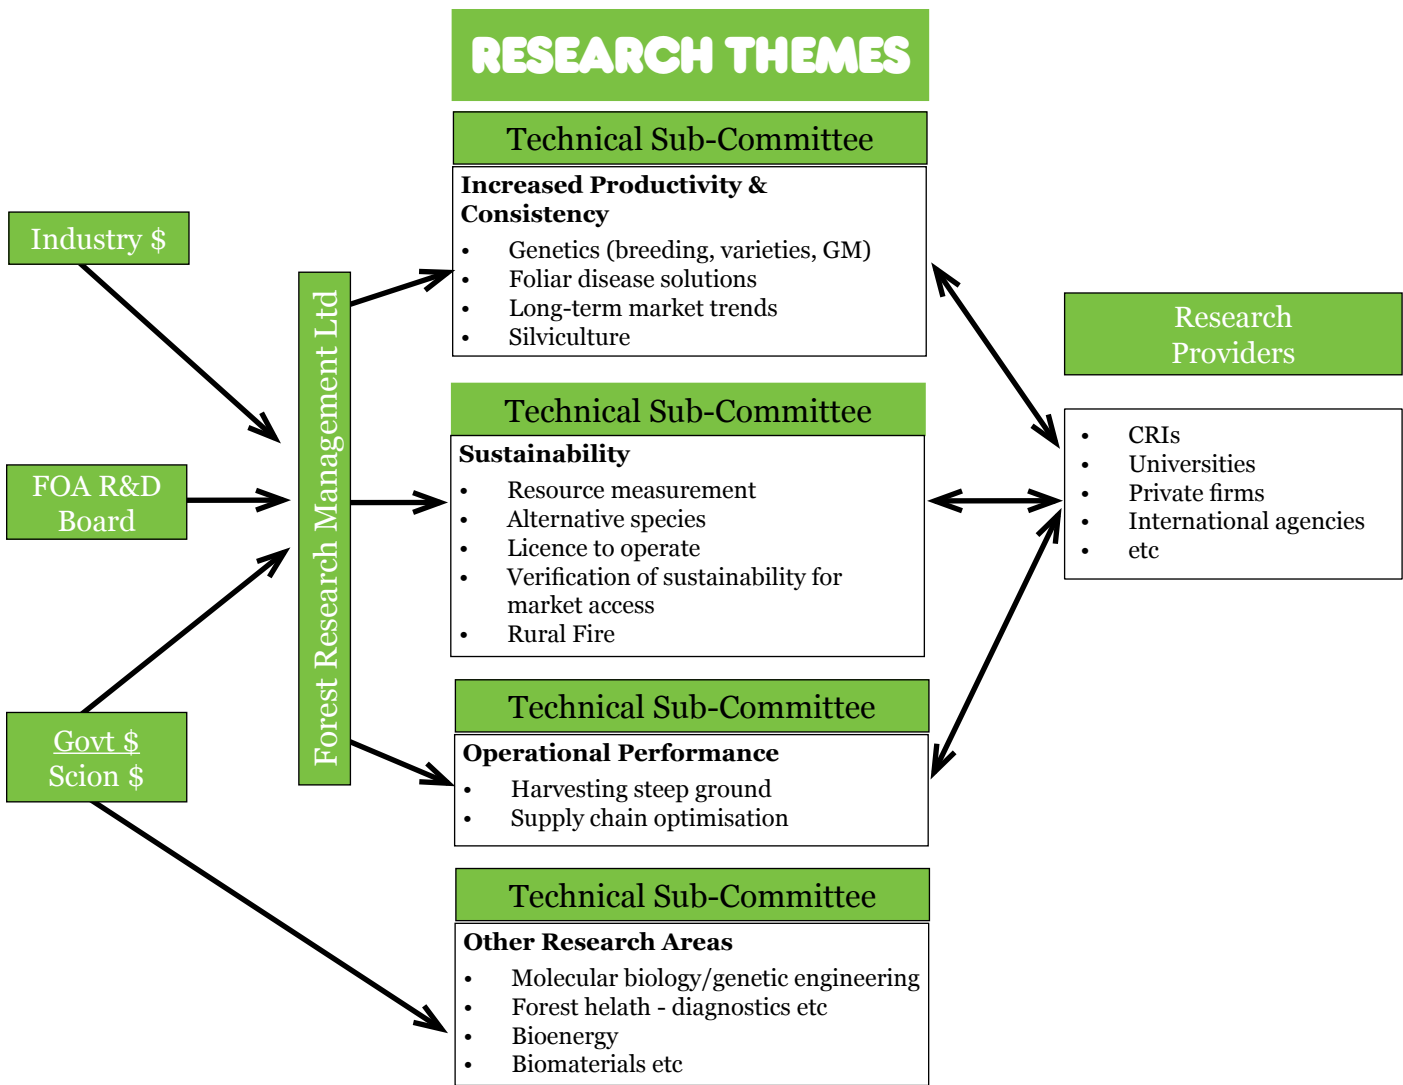 RESEARCH THEMES
Technical Sub-Committee
Increased Productivity &
Consistency
• Genetics (breeding, varieties, GM)
• Foliar disease solutions
• Long-term market trends
• Silviculture
Industry $
Forest Research Management Ltd
Research
Providers
Technical Sub-Committee
Sustainability
• Resource measurement
• Alternative species
• Licence to operate
• Verification of sustainability for
market access
• Rural Fire
• CRIs
• Universities
• Private firms
• International agencies
• etc
FOA R&D
Board
Technical Sub-Committee
Operational Performance
• Harvesting steep ground
• Supply chain optimisation
Govt $
Scion $
Technical Sub-Committee
Other Research Areas
• Molecular biology/genetic engineering
• Forest helath - diagnostics etc
• Bioenergy
• Biomaterials etc